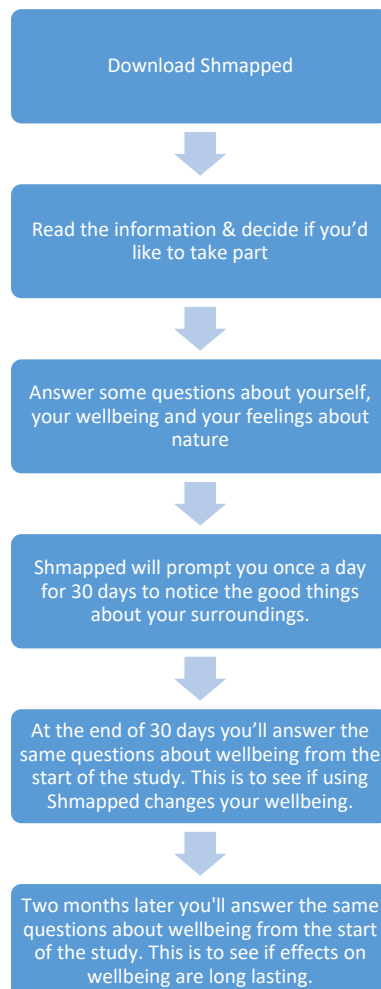 Download Shmapped
Read the information & decide if you’d
like to take part
Answer some questions about yourself,
your wellbeing and your feelings about
nature
Shmapped will prompt you once a day
for 30 days to notice the good things
about your surroundings.
At the end of 30 days you’ll answer the
same questions about wellbeing from the
start of the study. This is to see if using
Shmapped changes your wellbeing.
Two months later you'll answer the same
questions about wellbeing from the start
of the study. This is to see if effects on
wellbeing are long lasting.